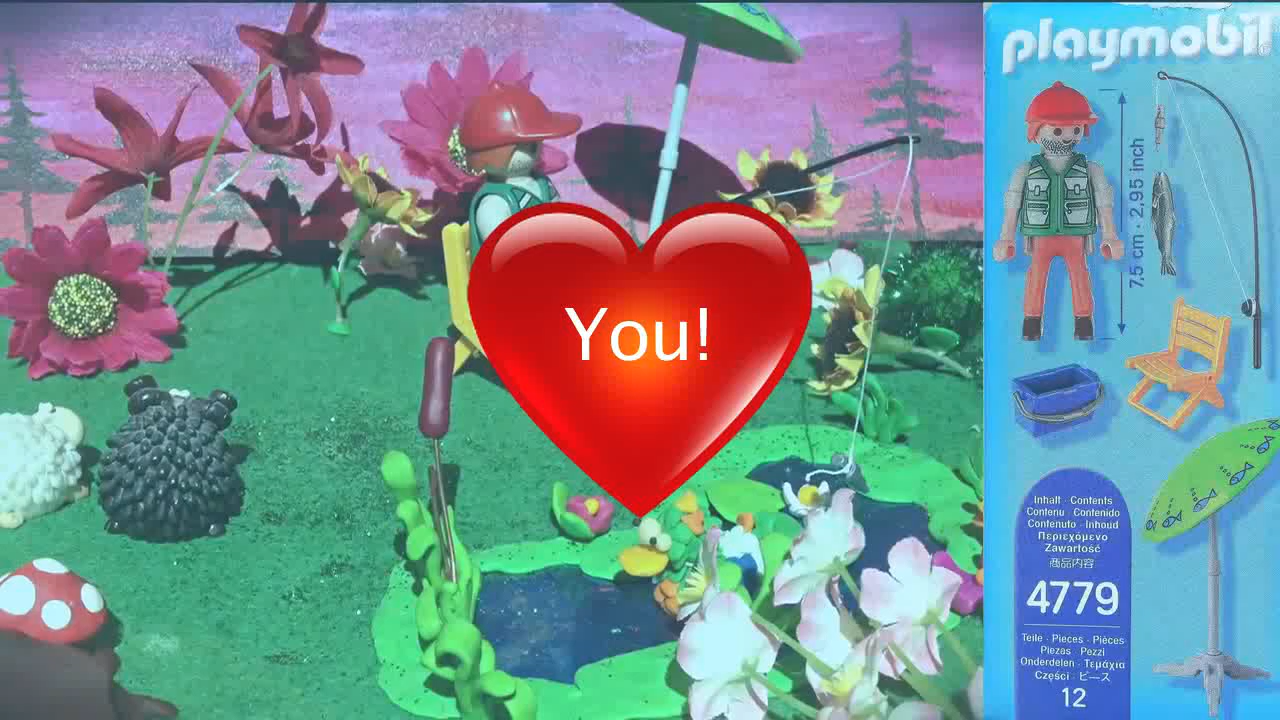 You!
playmobil
7,5 cm · 2,95 inch
Inhalt · Contents
Contenu · Contenido
Contenuto · Inhoud
Περιεχόμενο
Zawartość
商品内容
4779
Teile · Pieces · Pièces
Piezas · Pezzi
Onderdelen · Τεμάχια
Części · ピース
12